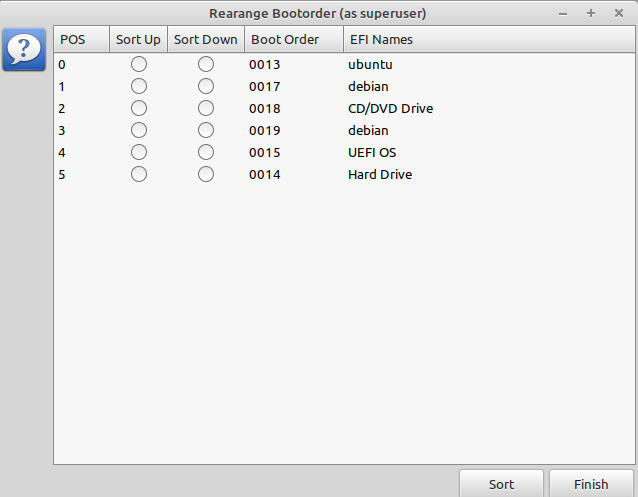 Rearange Bootorder (as superuser)
POS Sort Up Sort Down Boot Order EFI Names
0 0013 ubuntu
1 0017 debian
2 0018 CD/DVD Drive
3 0019 debian
4 0015 UEFI OS
5 0014 Hard Drive
Sort Finish